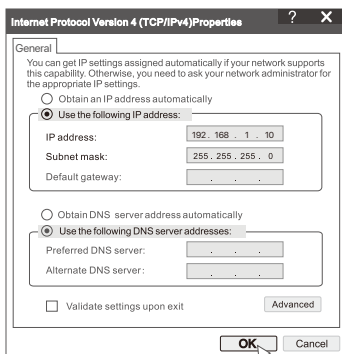 Internet Protocol Version 4 (TCP/IPv4)Properties ? X
General
You can get IP settings assigned automatically if your network supports
this capability. Otherwise, you need to ask your network administrator for
the appropriate IP settings.
Obtain an IP address automatically
Use the following IP address:
IP address: 192 . 168 . 1 . 10
Subnet mask: 255 . 255 . 255 . 0
Default gateway: . . .
Obtain DNS server address automatically
Use the following DNS server addresses:
Preferred DNS server: . . .
Alternate DNS server: . . .
Validate settings upon exit Advanced
OK Cancel